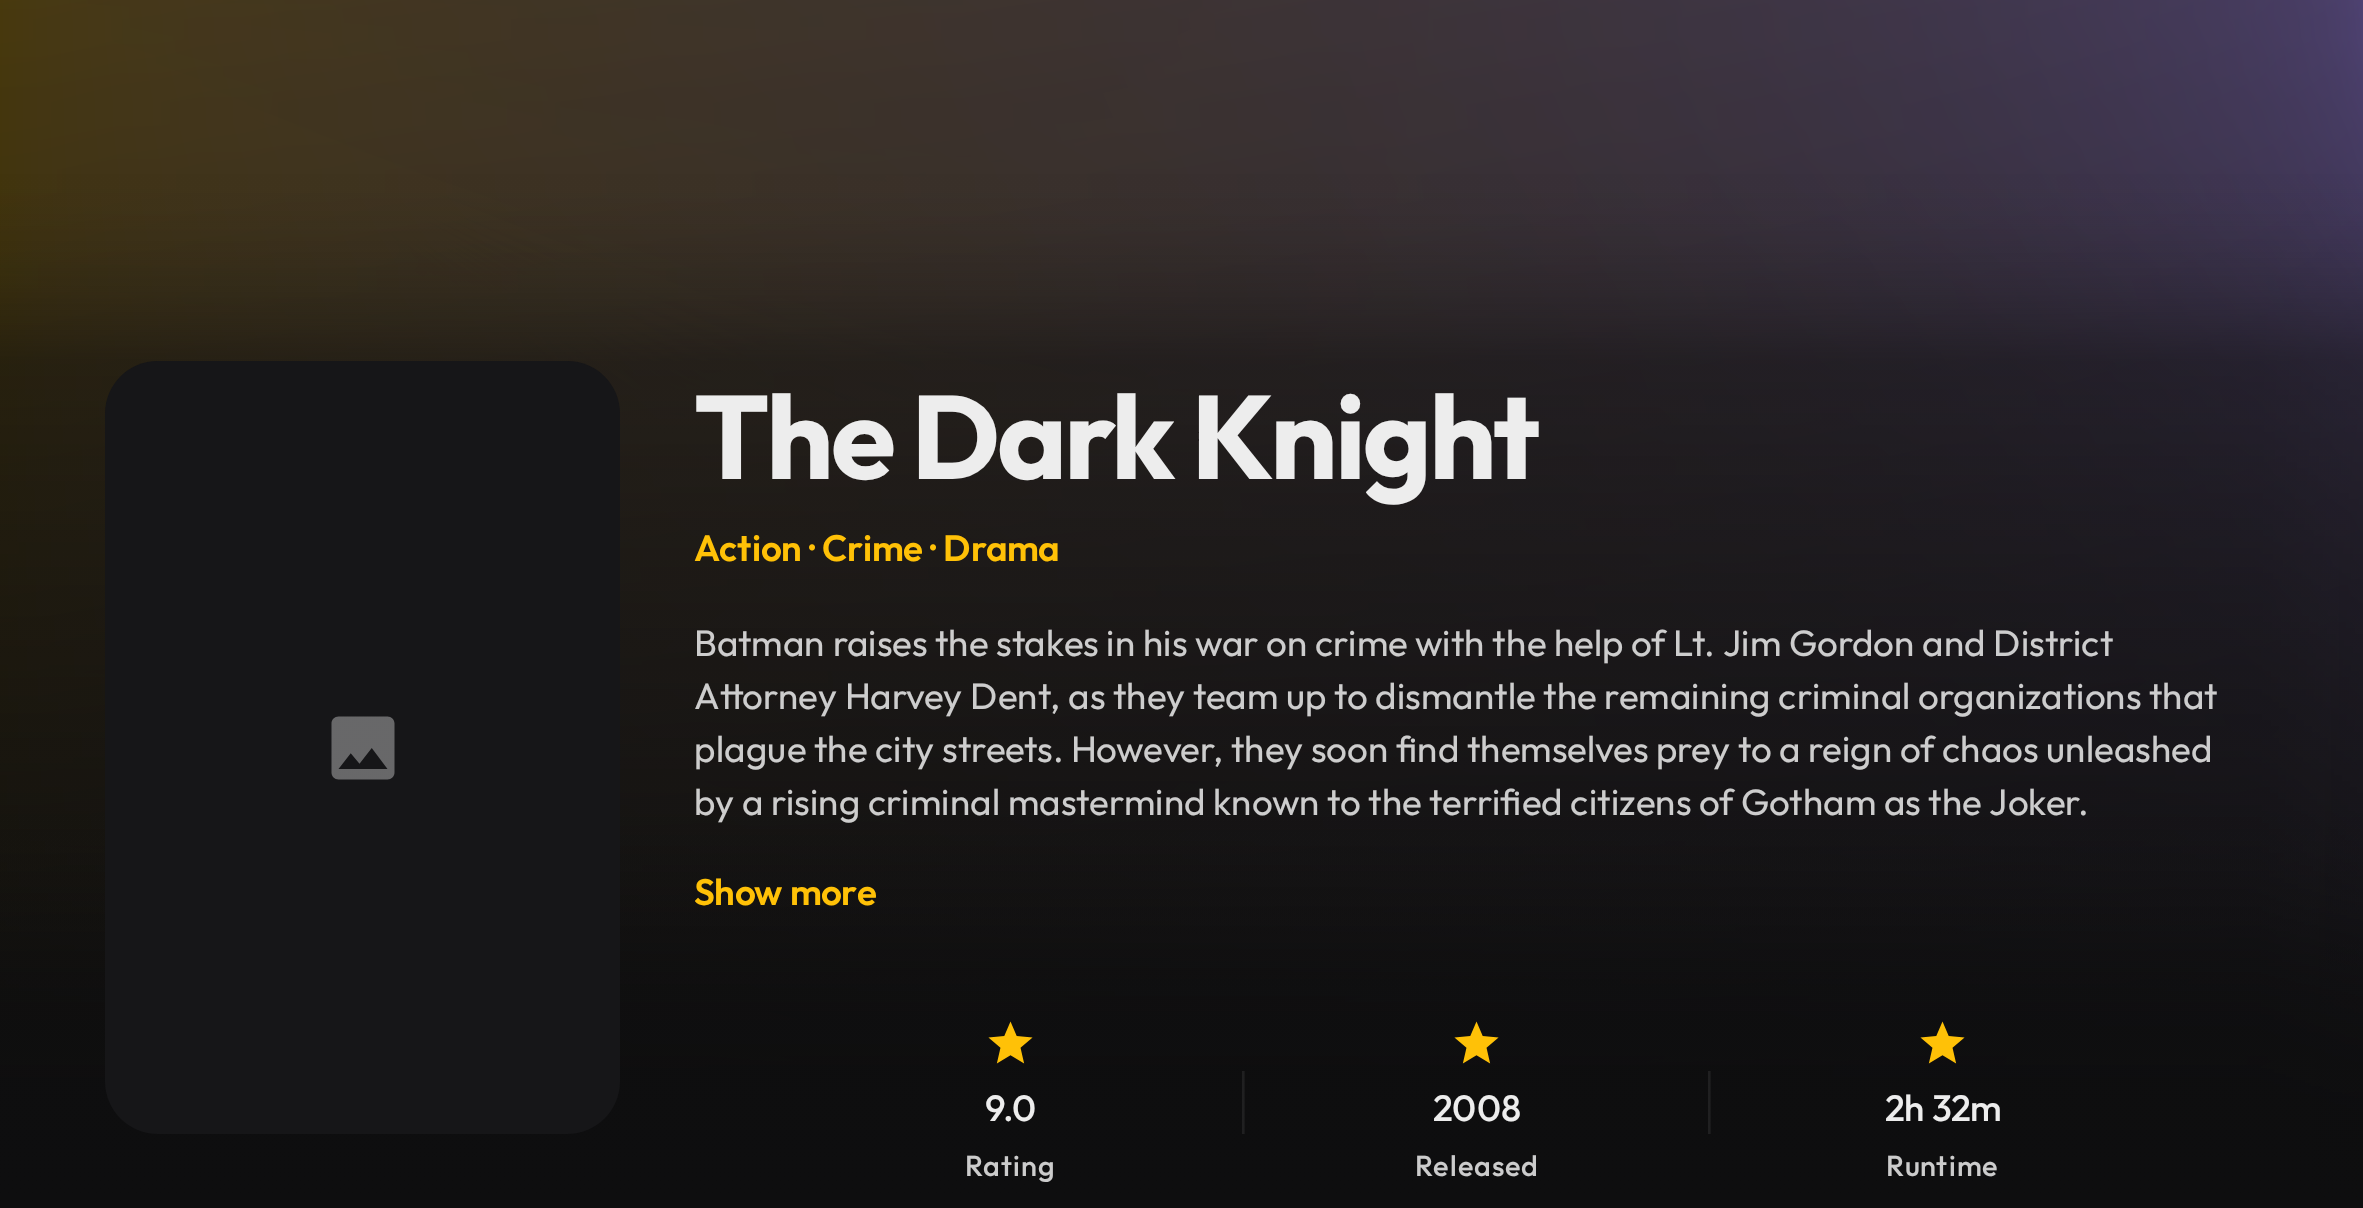 The Dark Knight
Action · Crime · Drama
Batman raises the stakes in his war on crime with the help of Lt. Jim Gordon and District
Attorney Harvey Dent, as they team up to dismantle the remaining criminal organizations that
plague the city streets. However, they soon find themselves prey to a reign of chaos unleashed
by a rising criminal mastermind known to the terrified citizens of Gotham as the Joker.
Show more
9.0
Rating
2008
Released
2h 32m
Runtime